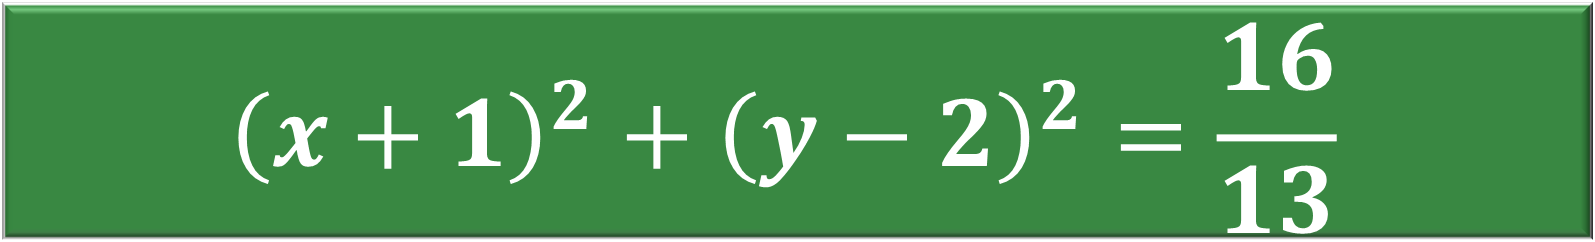 (x + 1)² + (y − 2)² = 16/13